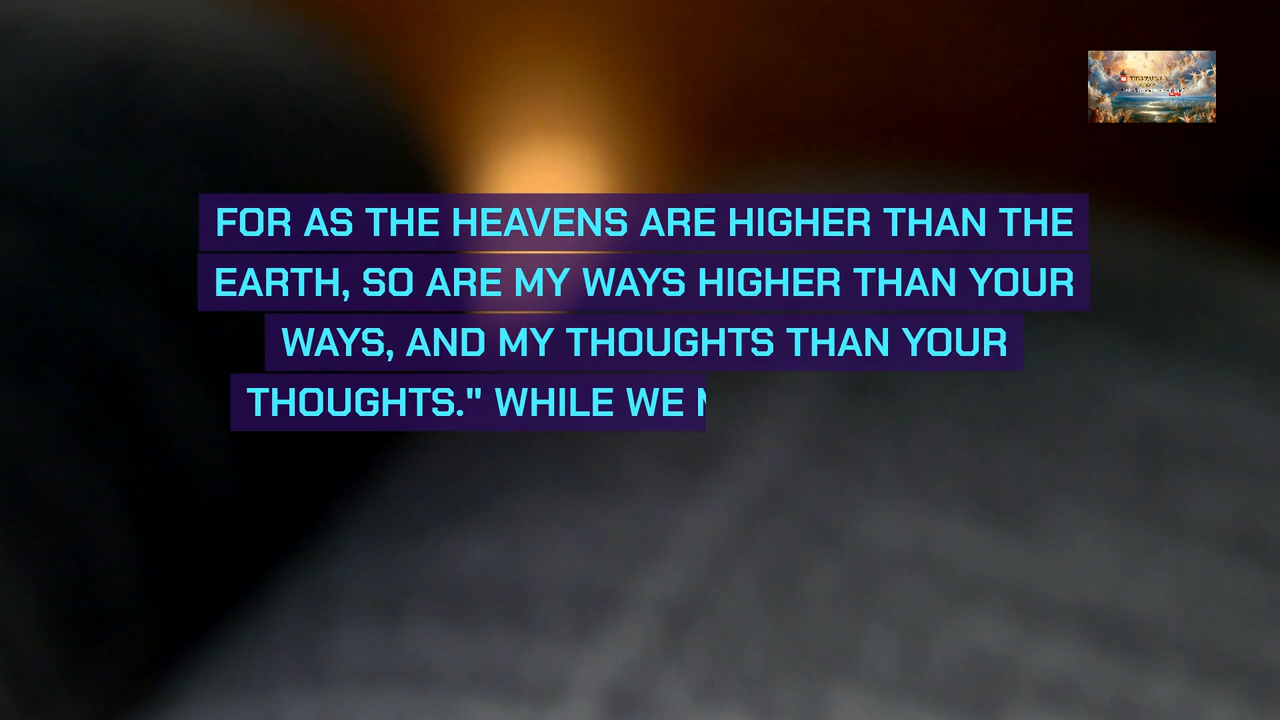 FOR AS THE HEAVENS ARE HIGHER THAN THE
EARTH, SO ARE MY WAYS HIGHER THAN YOUR
WAYS, AND MY THOUGHTS THAN YOUR
THOUGHTS." WHILE WE